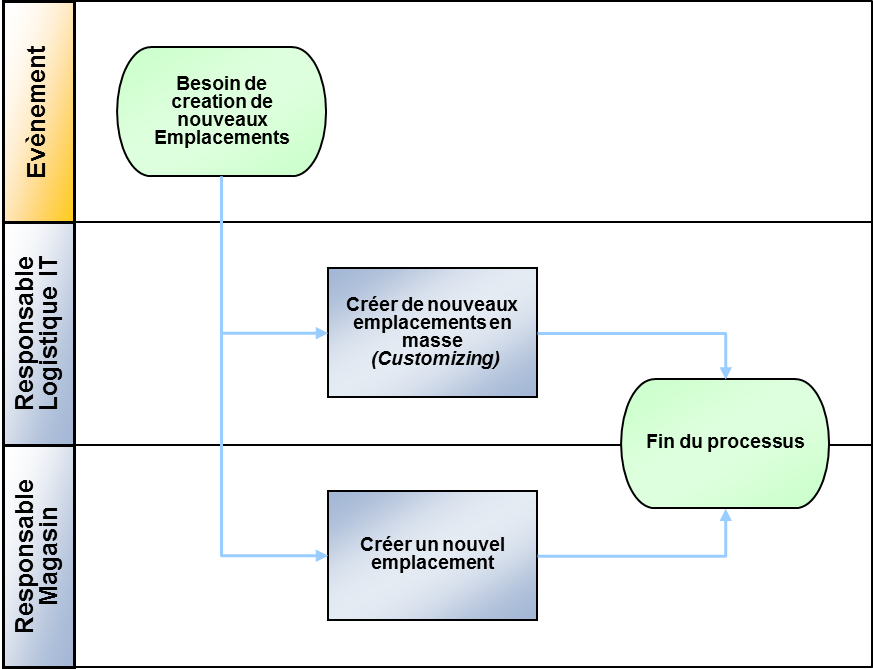 Evènement
Besoin de
creation de
nouveaux
Emplacements
Responsable
Logistique IT
Créer de nouveaux
emplacements en
masse
(Customizing)
Fin du processus
Responsable
Magasin
Créer un nouvel
emplacement